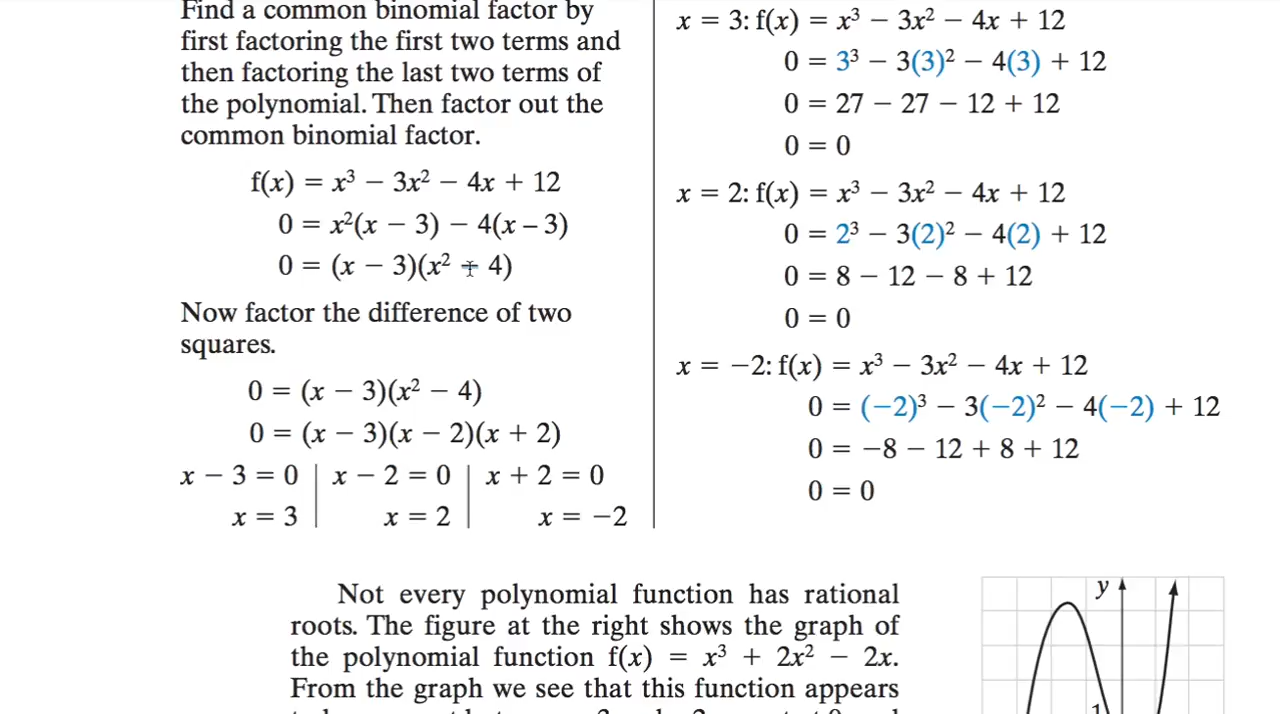 Find a common binomial factor by
first factoring the first two terms and
then factoring the last two terms of
the polynomial. Then factor out the
common binomial factor.
f(x) = x³ − 3x² − 4x + 12
0 = x²(x − 3) − 4(x – 3)
0 = (x − 3)(x² − 4)
Now factor the difference of two
squares.
0 = (x − 3)(x² − 4)
0 = (x − 3)(x − 2)(x + 2)
x − 3 = 0 | x − 2 = 0 | x + 2 = 0
x = 3 | x = 2 | x = −2
x = 3: f(x) = x³ − 3x² − 4x + 12
0 = 3³ − 3(3)² − 4(3) + 12
0 = 27 − 27 − 12 + 12
0 = 0
x = 2: f(x) = x³ − 3x² − 4x + 12
0 = 2³ − 3(2)² − 4(2) + 12
0 = 8 − 12 − 8 + 12
0 = 0
x = −2: f(x) = x³ − 3x² − 4x + 12
0 = (−2)³ − 3(−2)² − 4(−2) + 12
0 = −8 − 12 + 8 + 12
0 = 0
Not every polynomial function has rational
roots. The figure at the right shows the graph of
the polynomial function f(x) = x³ + 2x² − 2x.
From the graph we see that this function appears
y
1